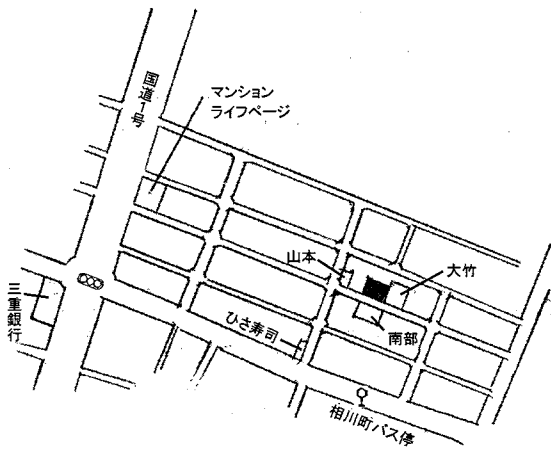 国道1号
マンション
ライフページ
山本
大竹
三重銀行
ひさ寿司
南部
相川町バス停